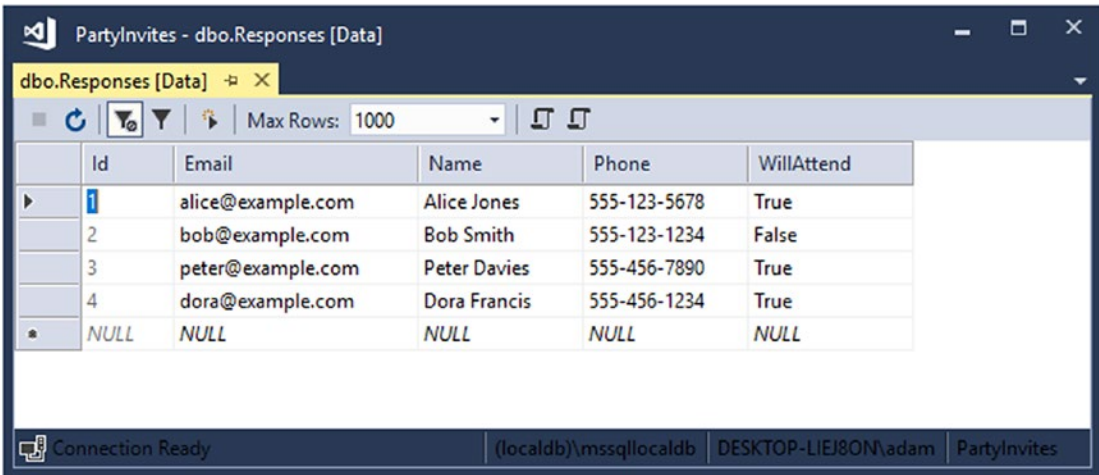 PartyInvites - dbo.Responses [Data]
dbo.Responses [Data]
Max Rows: 1000
Id Email Name Phone WillAttend
1 alice@example.com Alice Jones 555-123-5678 True
2 bob@example.com Bob Smith 555-123-1234 False
3 peter@example.com Peter Davies 555-456-7890 True
4 dora@example.com Dora Francis 555-456-1234 True
NULL NULL NULL NULL NULL
Connection Ready (localdb)\mssqllocaldb DESKTOP-LIEJ8ON\adam PartyInvites